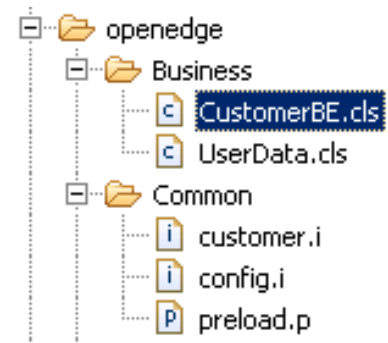 openedge
Business
c CustomerBE.cls
c UserData.cls
Common
i customer.i
i config.i
P preload.p